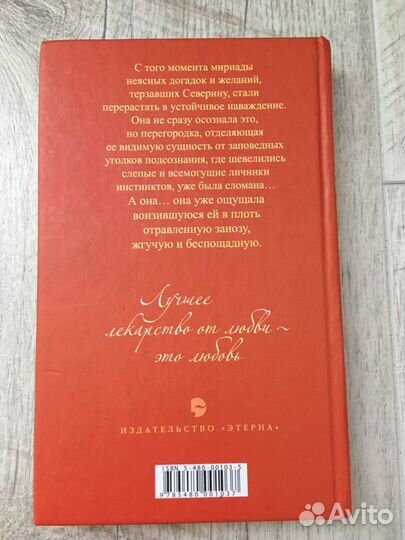 С того момента мириады
неясных догадок и желаний,
терзавших Северину, стали
перерастать в устойчивое наваждение.
Она не сразу осознала это,
но перегородка, отделяющая
ее видимую сущность от заповедных
уголков подсознания, где шевелились
слепые и всемогущие личинки
инстинктов, уже была сломана…
А она… она уже ощущала
вонзившуюся ей в плоть
отравленную занозу,
жгучую и беспощадную.
Лучшее
лекарство от любви ~
это любовь
ИЗДАТЕЛЬСТВО «ЭТЕРНА»
ISBN 5-480-00103-5
9785480001037
Avito